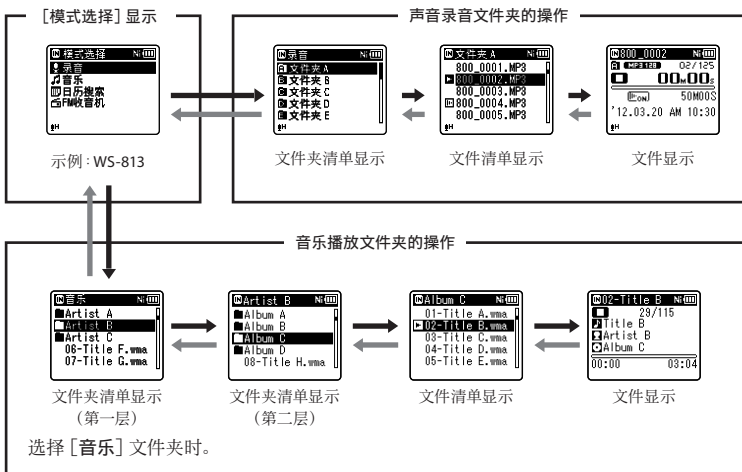 [模式选择] 显示
声音录音文件夹的操作
模式选择 Ni
录音
音乐
日历搜索
FM收音机
H
示例：WS-813
录音 Ni
文件夹 A
文件夹 B
文件夹 C
文件夹 D
文件夹 E
文件夹清单显示
文件夹 A Ni
800_0001.MP3
800_0002.MP3
800_0003.MP3
800_0004.MP3
800_0005.MP3
H
文件清单显示
800_0002 Ni
MP3 128 02/125
00M00S
ON 50M00S
'12.03.20 AM 10:30
H
文件显示
音乐播放文件夹的操作
音乐 Ni
Artist A
Artist B
Artist C
06-Title F.wma
07-Title G.wma
文件夹清单显示
（第一层）
Artist B Ni
Album A
Album B
Album C
Album D
08-Title H.wma
文件夹清单显示
（第二层）
Album C Ni
01-Title A.wma
02-Title B.wma
03-Title C.wma
04-Title D.wma
05-Title E.wma
文件清单显示
02-Title B Ni
29/115
Title B
Artist B
Album C
00:00 03:04
文件显示
选择 [音乐] 文件夹时。